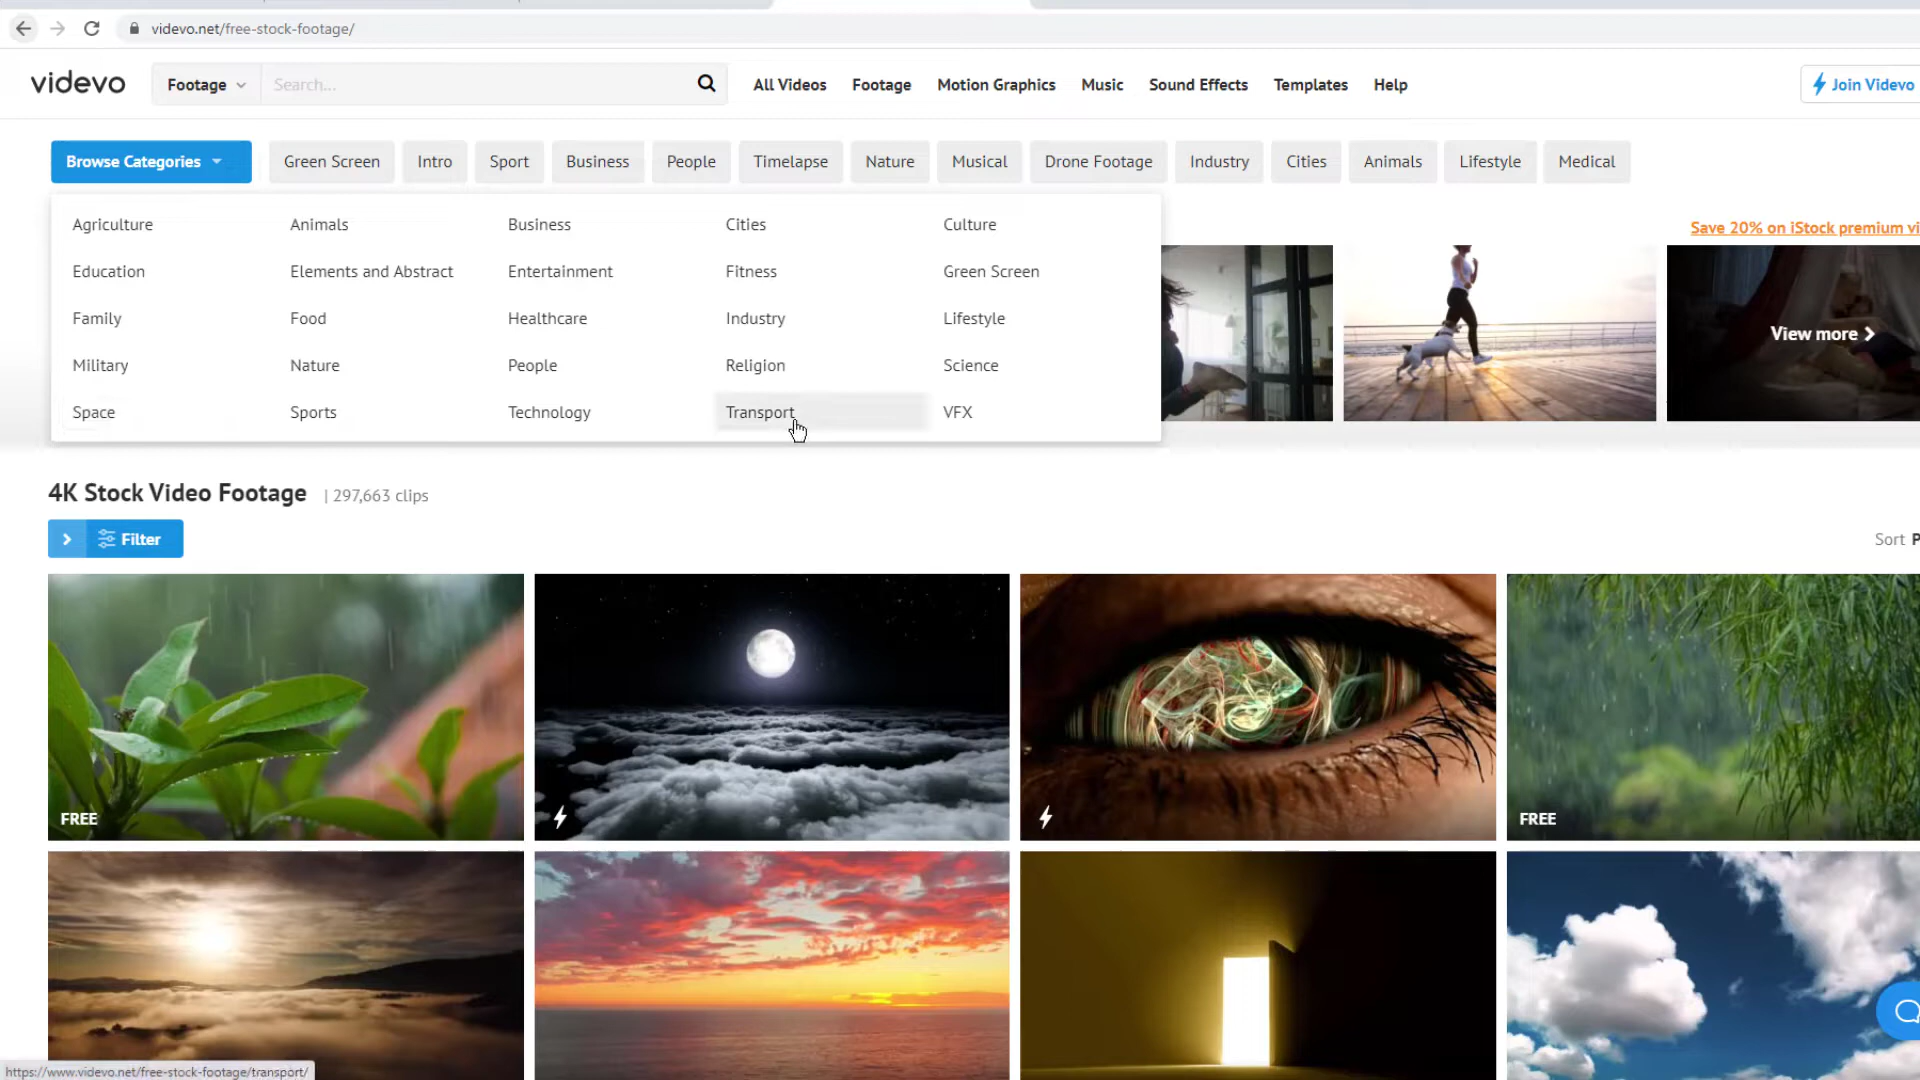 videvo.net/free-stock-footage/
videvo
Footage
Search...
All Videos
Footage
Motion Graphics
Music
Sound Effects
Templates
Help
Join Videvo
Browse Categories
Green Screen
Intro
Sport
Business
People
Timelapse
Nature
Musical
Drone Footage
Industry
Cities
Animals
Lifestyle
Medical
Agriculture
Animals
Business
Cities
Culture
Education
Elements and Abstract
Entertainment
Fitness
Green Screen
Family
Food
Healthcare
Industry
Lifestyle
Military
Nature
People
Religion
Science
Space
Sports
Technology
Transport
VFX
Save 20% on iStock premium vi
View more
4K Stock Video Footage | 297,663 clips
Filter
Sort P
FREE
FREE
https://www.videvo.net/free-stock-footage/transport/